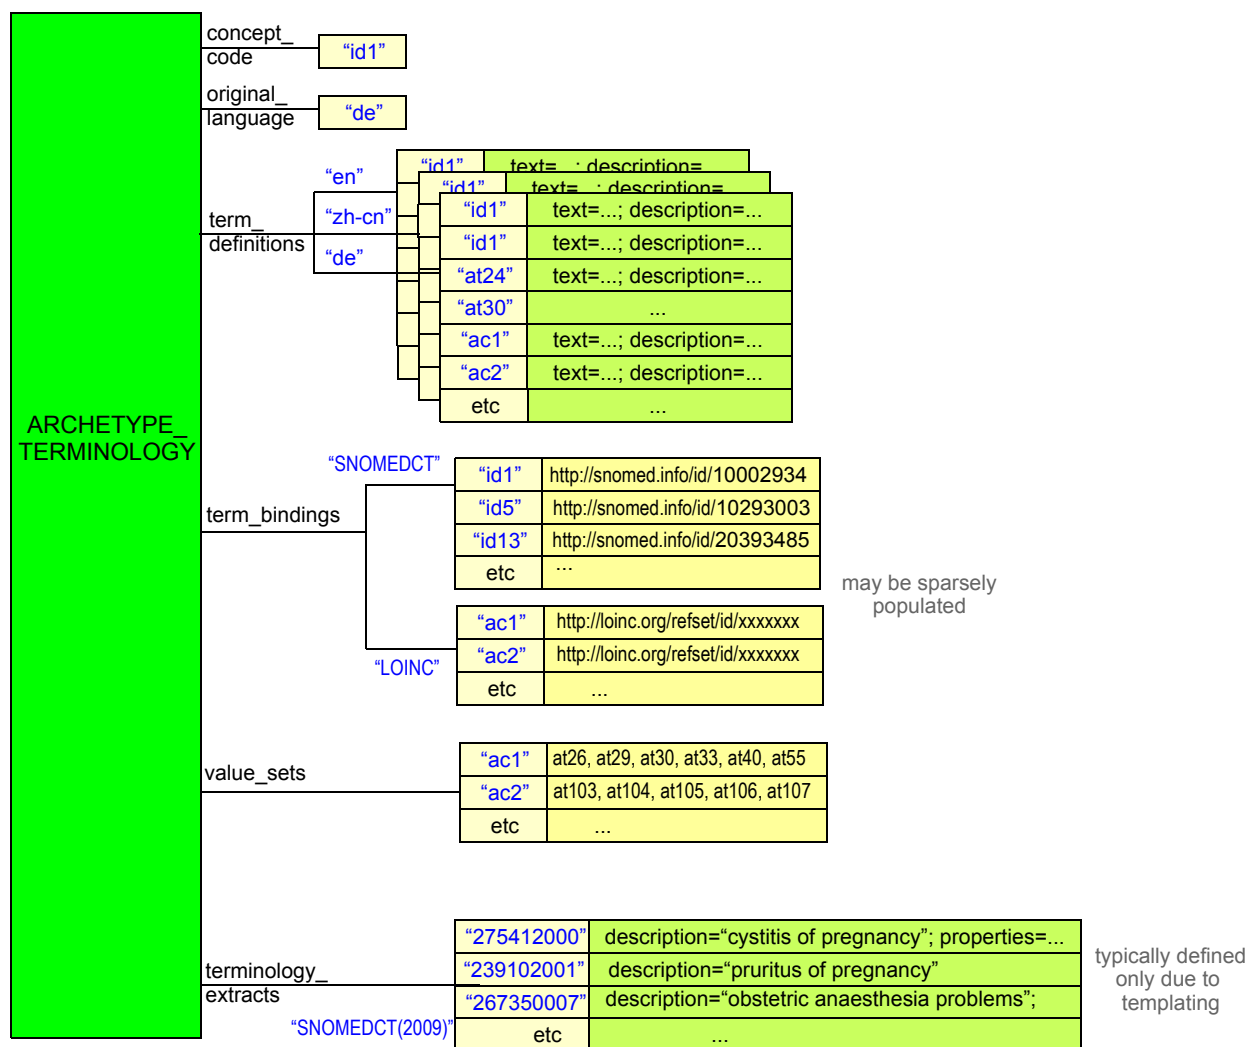 ARCHETYPE_
TERMINOLOGY
concept_
code
“id1”
original_
language
“de”
term_
definitions
“en”
“zh-cn”
“de”
“id1” text=...; description=
“id1” text=...; description=
“id1” text=...; description=...
“id1” text=...; description=...
“at24” text=...; description=...
“at30” ...
“ac1” text=...; description=...
“ac2” text=...; description=...
etc ...
term_bindings
“SNOMEDCT”
“id1” http://snomed.info/id/10002934
“id5” http://snomed.info/id/10293003
“id13” http://snomed.info/id/20393485
etc ...
may be sparsely
populated
“LOINC”
“ac1” http://loinc.org/refset/id/xxxxxxx
“ac2” http://loinc.org/refset/id/xxxxxxx
etc ...
value_sets
“ac1” at26, at29, at30, at33, at40, at55
“ac2” at103, at104, at105, at106, at107
etc ...
terminology_
extracts
“SNOMEDCT(2009)”
“275412000” description=“cystitis of pregnancy”; properties=...
“239102001” description=“pruritus of pregnancy”
“267350007” description=“obstetric anaesthesia problems”;
etc ...
typically defined
only due to
templating